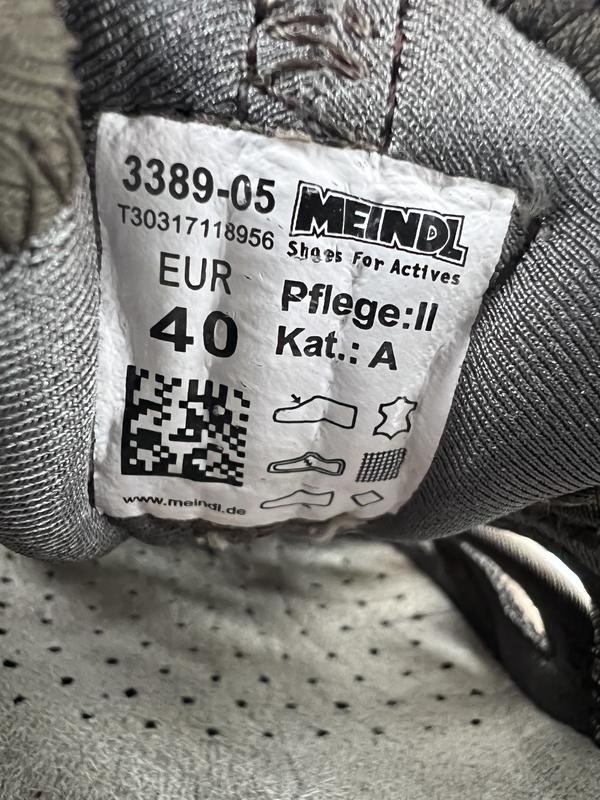 3389-05
T30317118956
MEINDL
Shoes For Actives
EUR
40
Pflege:II
Kat.: A
www.meindl.de